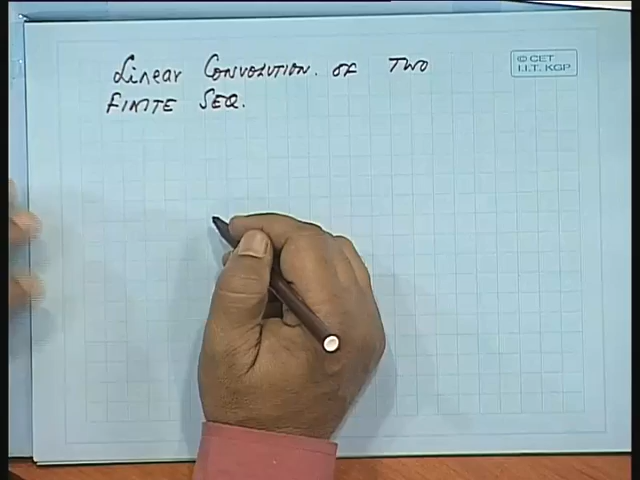 Linear Convolution. of Two
Finite Seq.
© CET
I.I.T. KGP